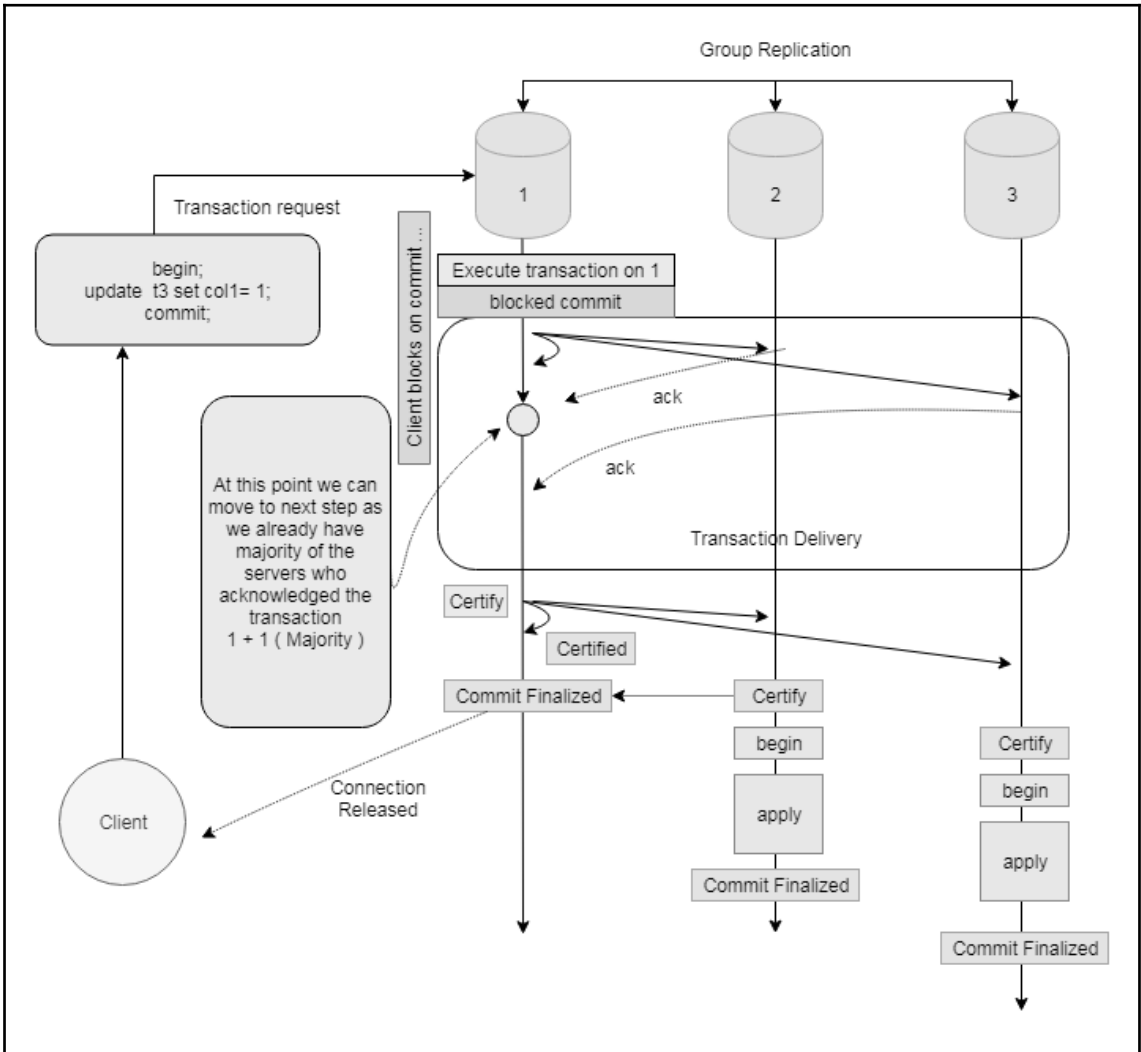 Group Replication
1
2
3
Transaction request
begin;
update  t3 set col1= 1;
commit;
Client blocks on commit ...
Execute transaction on 1
blocked commit
ack
ack
Transaction Delivery
At this point we can
move to next step as
we already have
majority of the
servers who
acknowledged the
transaction
1 + 1 ( Majority )
Certify
Certified
Commit Finalized
Certify
begin
apply
Commit Finalized
Certify
begin
apply
Commit Finalized
Connection
Released
Client